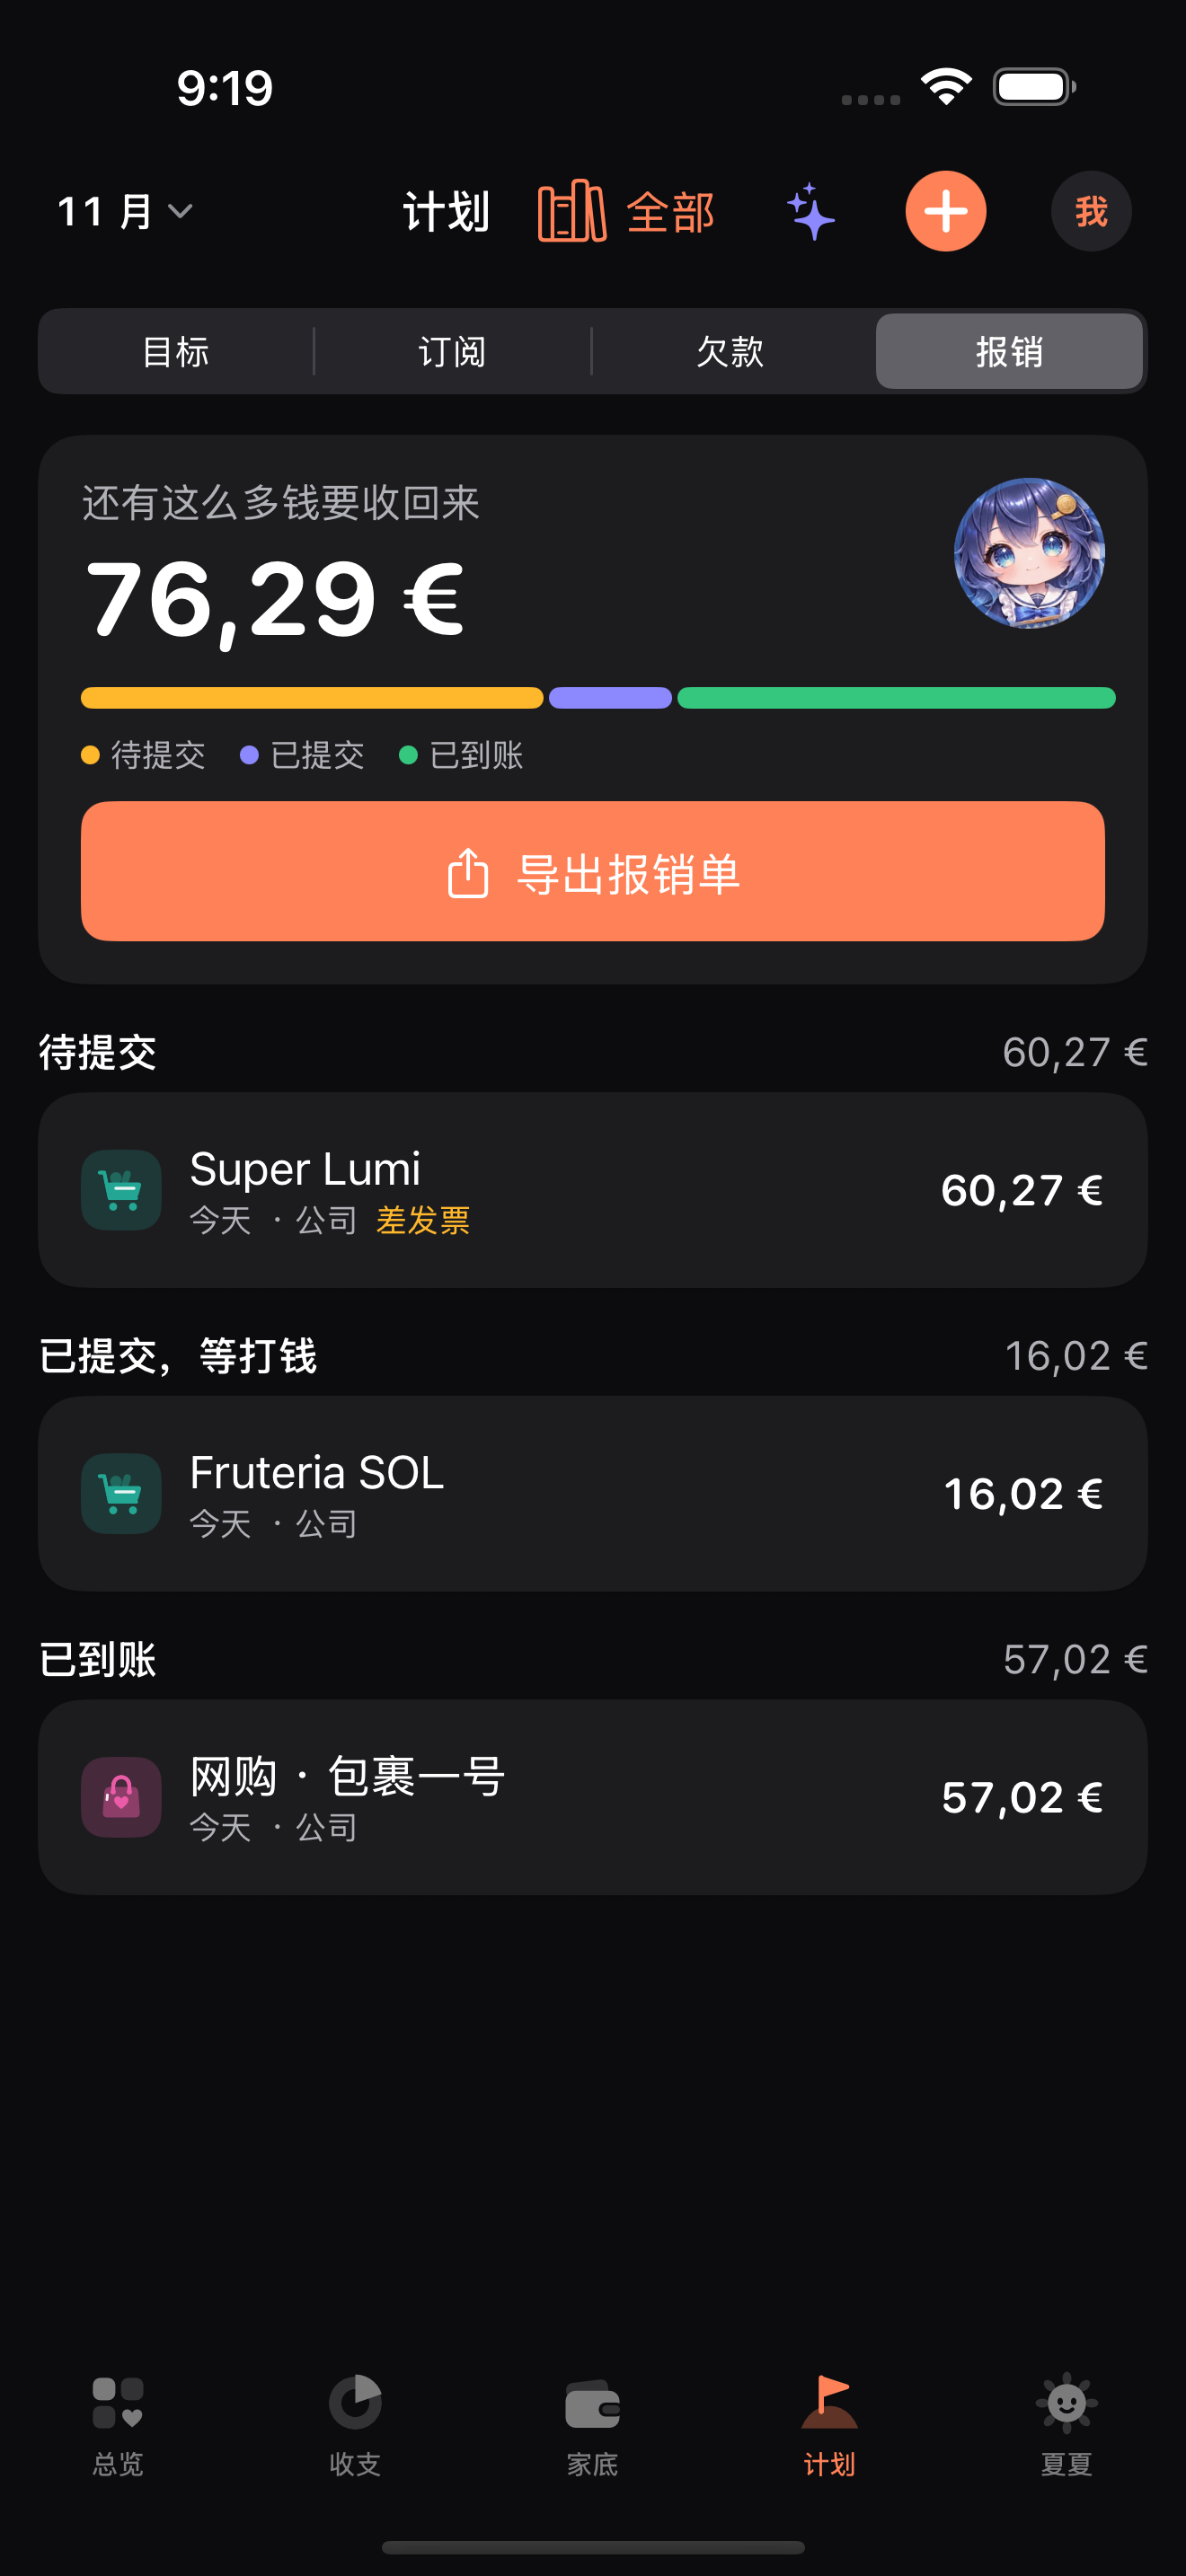 9:19
11 月 计划 全部 我
目标 订阅 欠款 报销
还有这么多钱要收回来
76,29 €
待提交 已提交 已到账
导出报销单
待提交 60,27 €
Super Lumi
今天 · 公司 差发票
60,27 €
已提交，等打钱 16,02 €
Fruteria SOL
今天 · 公司
16,02 €
已到账 57,02 €
网购 · 包裹一号
今天 · 公司
57,02 €
总览 收支 家底 计划 夏夏